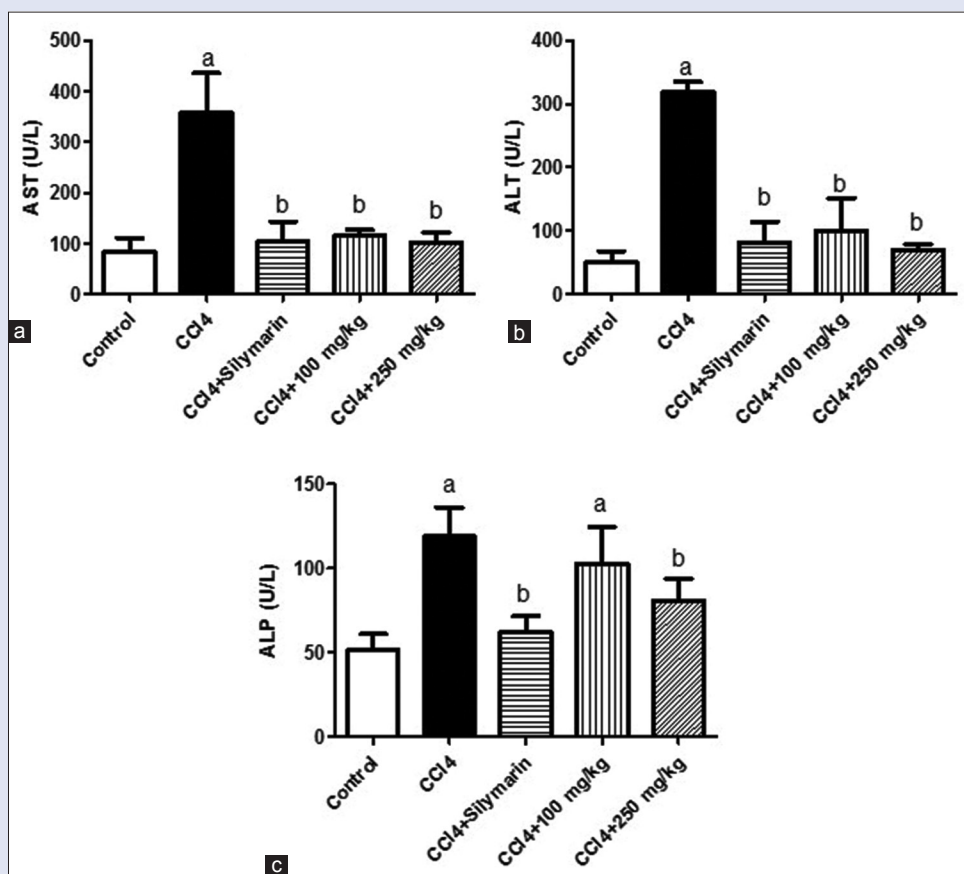 500
400
300
200
100
0
AST (U/L)
a
b
b
b
Control
CCl4
CCl4+Silymarin
CCl4+100 mg/kg
CCl4+250 mg/kg
a
400
300
200
100
0
ALT (U/L)
a
b
b
b
Control
CCl4
CCl4+Silymarin
CCl4+100 mg/kg
CCl4+250 mg/kg
b
150
100
50
0
ALP (U/L)
a
b
a
b
Control
CCl4
CCl4+Silymarin
CCl4+100 mg/kg
CCl4+250 mg/kg
c